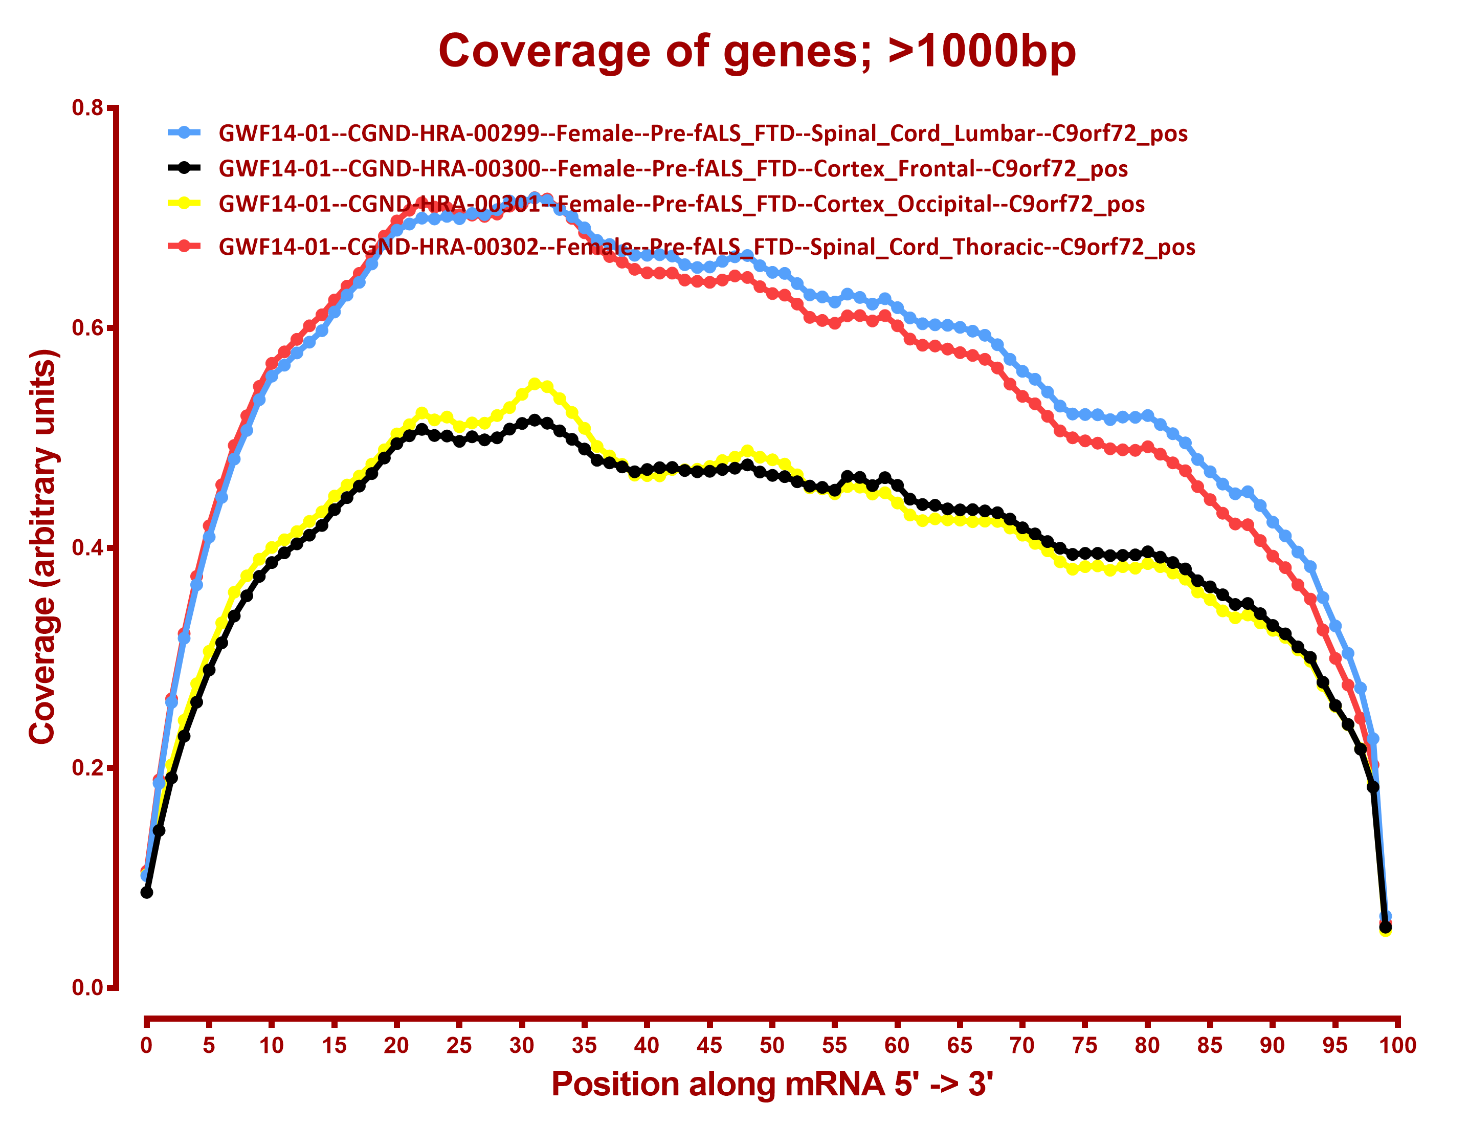 Coverage of genes; >1000bp
0.8
GWF14-01--CGND-HRA-00299--Female--Pre-fALS_FTD--Spinal_Cord_Lumbar--C9orf72_pos
GWF14-01--CGND-HRA-00300--Female--Pre-fALS_FTD--Cortex_Frontal--C9orf72_pos
GWF14-01--CGND-HRA-00301--Female--Pre-fALS_FTD--Cortex_Occipital--C9orf72_pos
GWF14-01--CGND-HRA-00302--Female--Pre-fALS_FTD--Spinal_Cord_Thoracic--C9orf72_pos
0.6
0.4
0.2
0.0
Coverage (arbitrary units)
0 5 10 15 20 25 30 35 40 45 50 55 60 65 70 75 80 85 90 95 100
Position along mRNA 5' -> 3'